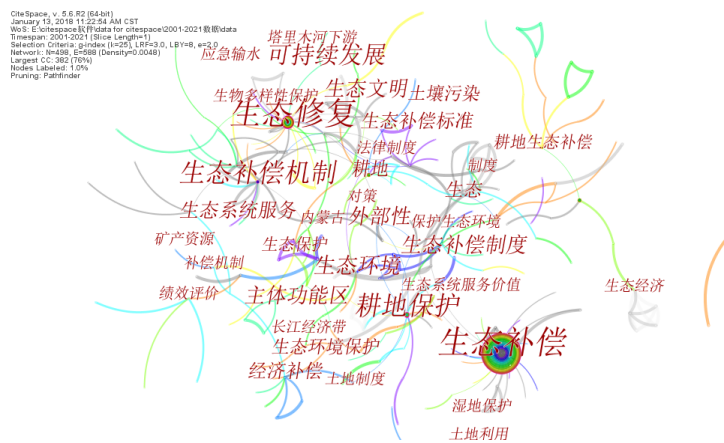 CiteSpace, v. 5.6.R2 (64-bit)
January 13, 2018 11:22:54 AM CST
WoS: E:\citespace软件\data for citespace\2001-2021数据\data
Timespan: 2001-2021 (Slice Length=1)
Selection Criteria: g-index (k=25), LRF=3.0, LBY=8, e=2.0
Network: N=498, E=588 (Density=0.0048)
Largest CC: 382 (76%)
Nodes Labeled: 1.0%
Pruning: Pathfinder
塔里木河下游
应急输水
可持续发展
生态文明
生物多样性保护
土壤污染
生态修复
生态补偿标准
耕地生态补偿
法律制度
生态补偿机制
耕地
制度
生态
对策
生态系统服务
内蒙古
外部性
保护生态环境
矿产资源
生态保护
生态补偿制度
补偿机制
生态环境
生态系统服务价值
生态经济
绩效评价
主体功能区
耕地保护
长江经济带
生态补偿
生态环境保护
经济补偿
土地制度
湿地保护
土地利用